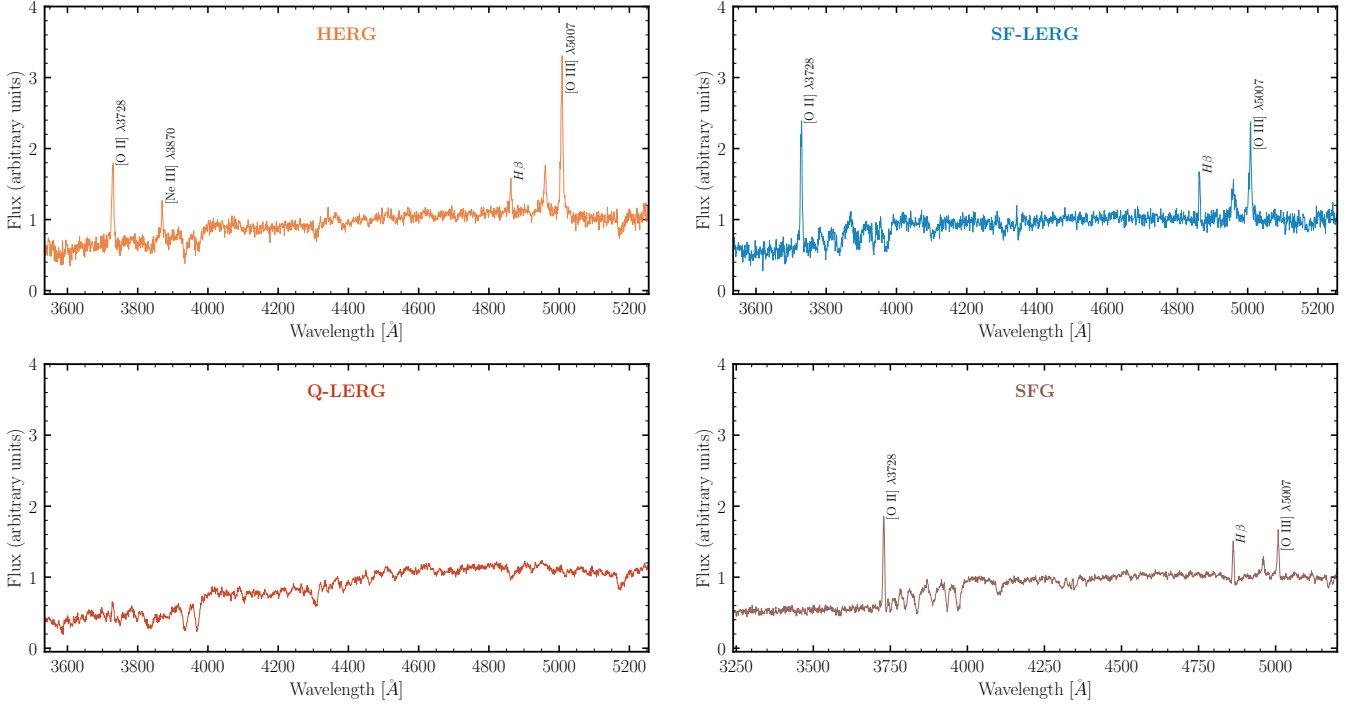 HERG
Flux (arbitrary units)
4
3
2
1
0
[O II] λ3728
[Ne III] λ3870
Hβ
[O III] λ5007
3600 3800 4000 4200 4400 4600 4800 5000 5200
Wavelength [Å]
SF-LERG
Flux (arbitrary units)
4
3
2
1
0
[O II] λ3728
Hβ
[O III] λ5007
3600 3800 4000 4200 4400 4600 4800 5000 5200
Wavelength [Å]
Q-LERG
Flux (arbitrary units)
4
3
2
1
0
3600 3800 4000 4200 4400 4600 4800 5000 5200
Wavelength [Å]
SFG
Flux (arbitrary units)
4
3
2
1
0
[O II] λ3728
Hβ
[O III] λ5007
3250 3500 3750 4000 4250 4500 4750 5000
Wavelength [Å]